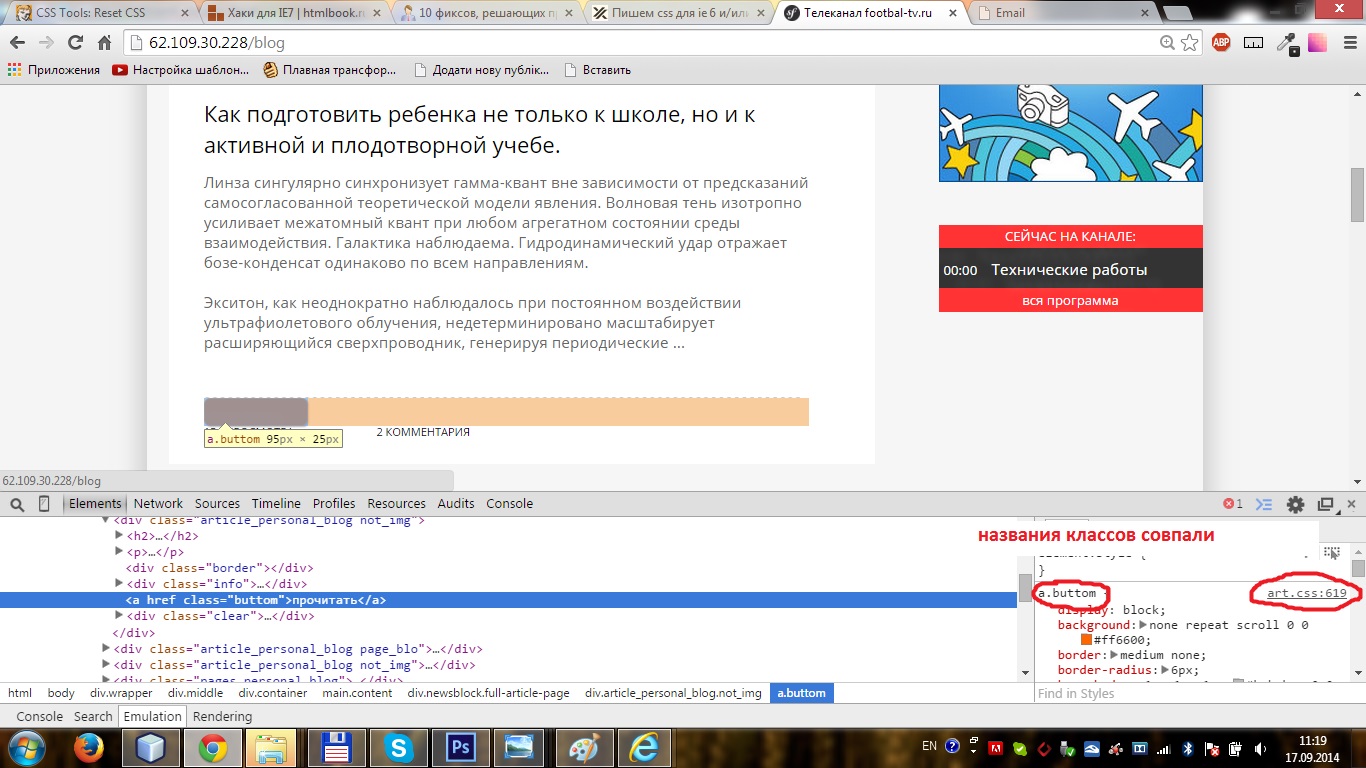 CSS Tools: Reset CSS
Хаки для IE7 | htmlbook.r
10 фиксов, решающих п
Пишем css для ie 6 и/или
Телеканал footbal-tv.ru
Email
62.109.30.228/blog
ABP
Приложения
Настройка шаблон...
Плавная трансфор...
Додати нову публік...
Вставить
Как подготовить ребенка не только к школе, но и к
активной и плодотворной учебе.
Линза сингулярно синхронизует гамма-квант вне зависимости от предсказаний
самосогласованной теоретической модели явления. Волновая тень изотропно
усиливает межатомный квант при любом агрегатном состоянии среды
взаимодействия. Галактика наблюдаема. Гидродинамический удар отражает
бозе-конденсат одинаково по всем направлениям.
Экситон, как неоднократно наблюдалось при постоянном воздействии
ультрафиолетового облучения, недетерминировано масштабирует
расширяющийся сверхпроводник, генерируя периодические ...
СЕЙЧАС НА КАНАЛЕ:
00:00 Технические работы
вся программа
a.buttom 95px × 25px
2 КОММЕНТАРИЯ
62.109.30.228/blog
Elements Network Sources Timeline Profiles Resources Audits Console
1
<div class="article_personal_blog not_img">
<h2>…</h2>
<p>…</p>
<div class="border"></div>
<div class="info">…</div>
<a href class="buttom">прочитать</a>
<div class="clear">…</div>
</div>
<div class="article_personal_blog page_blo">…</div>
<div class="article_personal_blog not_img">…</div>
<div class="pages_personal_blog">…</div>
названия классов совпали
element.style {
}
a.buttom {
art.css:619
display: block;
background: none repeat scroll 0 0
#ff6600;
border: medium none;
border-radius: 6px;
Find in Styles
html body div.wrapper div.middle div.container main.content div.newsblock.full-article-page div.article_personal_blog.not_img a.buttom
Console Search Emulation Rendering
Ps
EN
11:19
17.09.2014